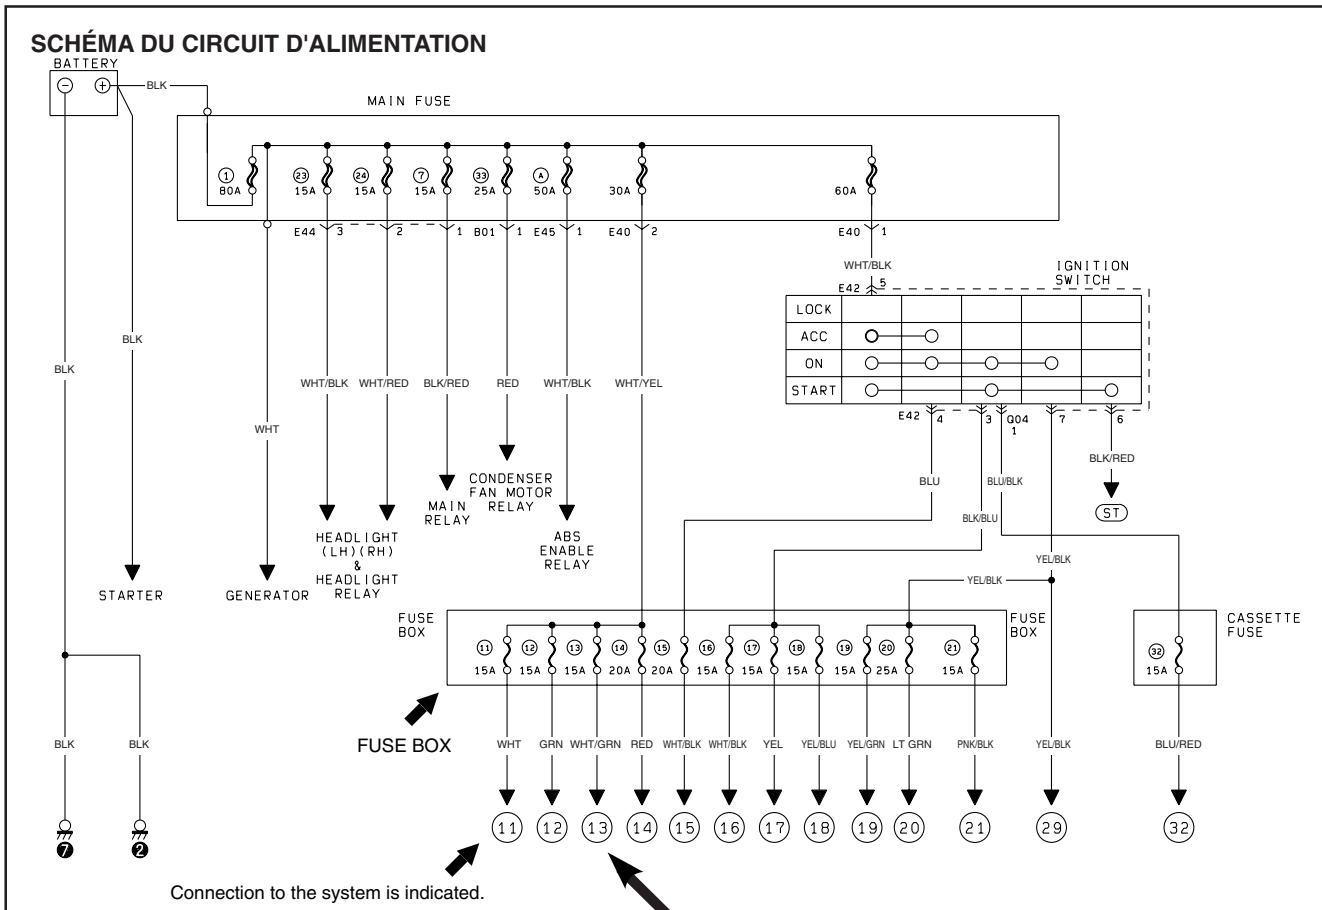 SCHÉMA DU CIRCUIT D'ALIMENTATION
BATTERY
− + BLK
MAIN FUSE
1 23 24 7 33 A
80A 15A 15A 15A 25A 50A 30A 60A
E44 3 2 1 B01 1 E45 1 E40 2 E40 1
WHT/BLK
IGNITION
SWITCH
E42 5
LOCK
ACC
ON
START
BLK
BLK
WHT/BLK WHT/RED BLK/RED RED WHT/BLK WHT/YEL
WHT
E42 4 3 G04 7 6
1
BLK/RED
BLU BLU/BLK
ST
BLK/BLU
CONDENSER
FAN MOTOR
RELAY
MAIN
RELAY
HEADLIGHT
(LH)(RH)
&
HEADLIGHT
RELAY
ABS
ENABLE
RELAY
YEL/BLK
YEL/BLK
STARTER
GENERATOR
FUSE
BOX
FUSE
BOX
CASSETTE
FUSE
11 12 13 14 15 16 17 18 19 20 21 32
15A 15A 15A 20A 20A 15A 15A 15A 15A 25A 15A 15A
FUSE BOX
BLK BLK WHT GRN WHT/GRN RED WHT/BLK WHT/BLK YEL YEL/BLU YEL/GRN LT GRN PNK/BLK YEL/BLK BLU/RED
11 12 13 14 15 16 17 18 19 20 21 29 32
7 2
Connection to the system is indicated.